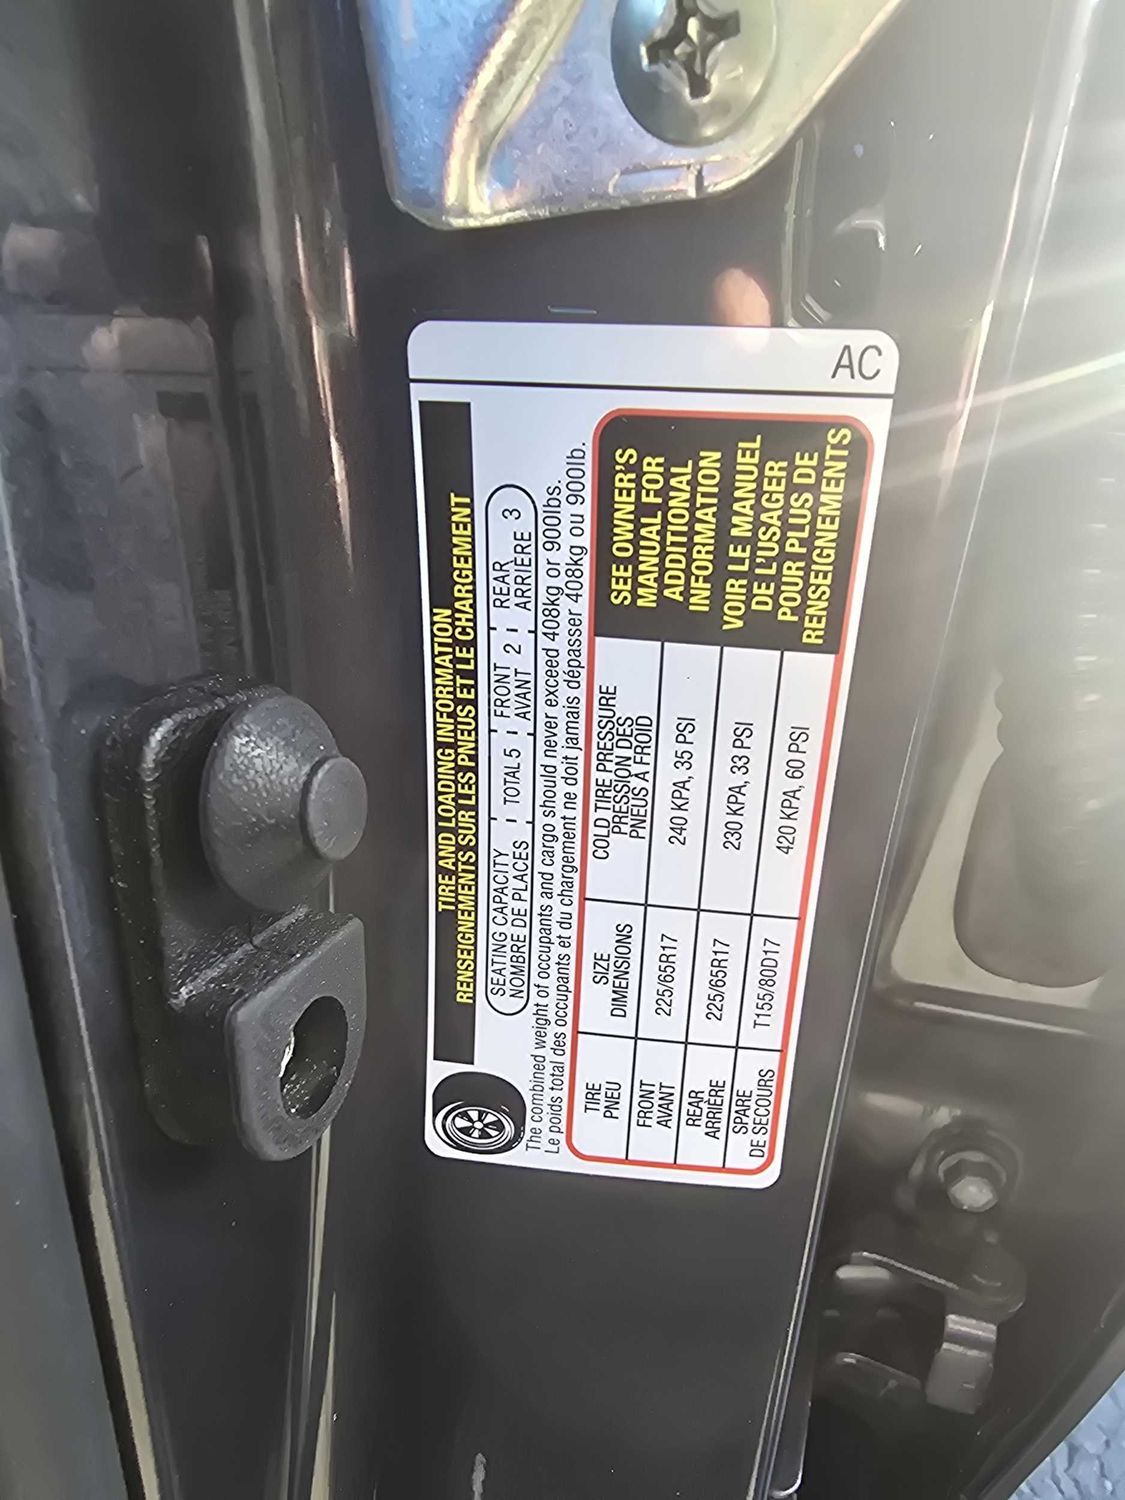 TIRE AND LOADING INFORMATION
RENSEIGNEMENTS SUR LES PNEUS ET LE CHARGEMENT
SEATING CAPACITY TOTAL 5 FRONT 2 REAR 3
NOMBRE DE PLACES AVANT ARRIÈRE
The combined weight of occupants and cargo should never exceed 408kg or 900lbs.
Le poids total des occupants et du chargement ne doit jamais dépasser 408kg ou 900lb.
TIRE
PNEU
SIZE
DIMENSIONS
COLD TIRE PRESSURE
PRESSION DES
PNEUS À FROID
FRONT
AVANT
225/65R17
240 KPA, 35 PSI
REAR
ARRIÈRE
225/65R17
230 KPA, 33 PSI
SPARE
DE SECOURS
T155/80D17
420 KPA, 60 PSI
SEE OWNER'S
MANUAL FOR
ADDITIONAL
INFORMATION
VOIR LE MANUEL
DE L'USAGER
POUR PLUS DE
RENSEIGNEMENTS
AC